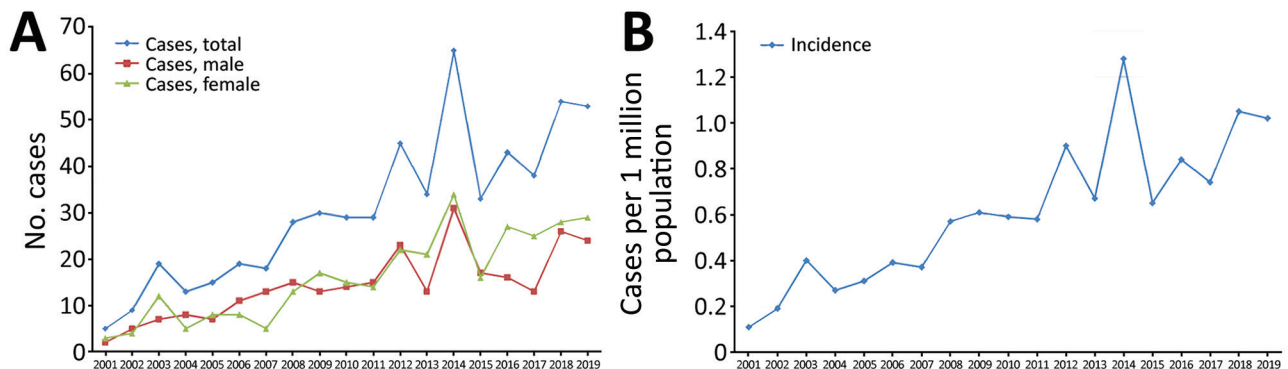 A
No. cases
70
60
50
40
30
20
10
0
Cases, total
Cases, male
Cases, female
2001 2002 2003 2004 2005 2006 2007 2008 2009 2010 2011 2012 2013 2014 2015 2016 2017 2018 2019
B
Cases per 1 million
population
1.4
1.2
1.0
0.8
0.6
0.4
0.2
0
Incidence
2001 2002 2003 2004 2005 2006 2007 2008 2009 2010 2011 2012 2013 2014 2015 2016 2017 2018 2019